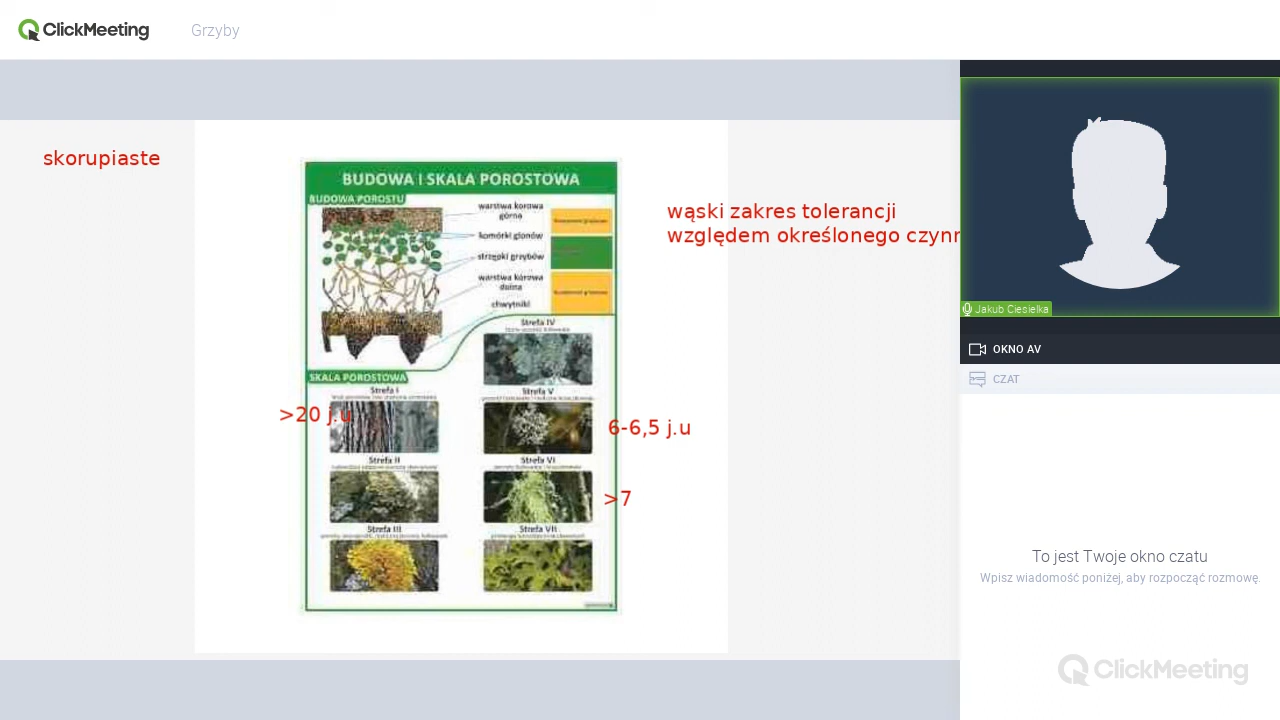 ClickMeeting
Grzyby
skorupiaste
BUDOWA I SKALA POROSTOWA
BUDOWA POROSTU
warstwa korowa
górna
komórki glonów
strzępki grzybów
warstwa korowa
dolna
chwytniki
wąski zakres tolerancji
względem określonego czynn
Strefa IV
SKALA POROSTOWA
Strefa I
Strefa V
>20 j.u
6-6,5 j.u
Strefa II
Strefa VI
>7
Strefa III
Strefa VII
Jakub Ciesielka
OKNO AV
CZAT
To jest Twoje okno czatu
Wpisz wiadomość poniżej, aby rozpocząć rozmowę.
ClickMeeting